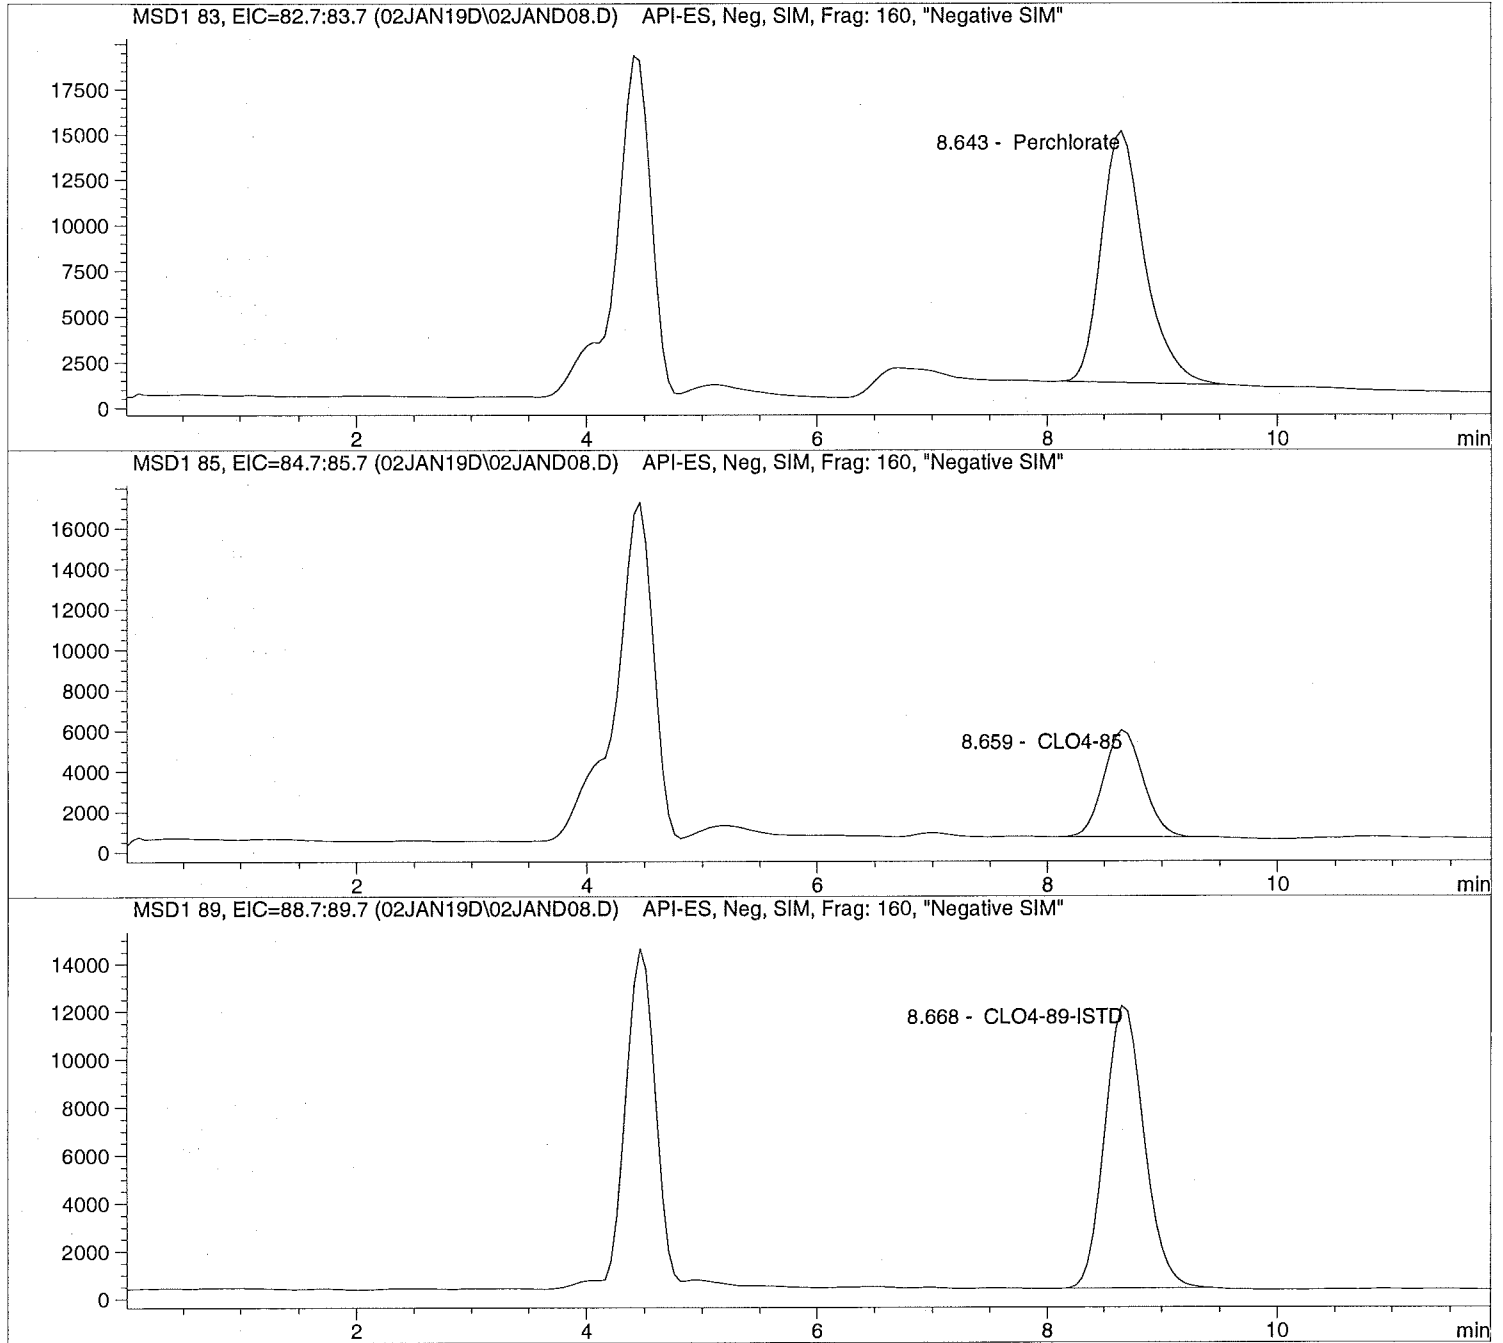 MSD1 83, EIC=82.7:83.7 (02JAN19D\02JAND08.D) API-ES, Neg, SIM, Frag: 160, "Negative SIM"
17500
15000
12500
10000
7500
5000
2500
0
8.643 - Perchlorate
2 4 6 8 10 min
MSD1 85, EIC=84.7:85.7 (02JAN19D\02JAND08.D) API-ES, Neg, SIM, Frag: 160, "Negative SIM"
16000
14000
12000
10000
8000
6000
4000
2000
0
8.659 - CLO4-85
2 4 6 8 10 min
MSD1 89, EIC=88.7:89.7 (02JAN19D\02JAND08.D) API-ES, Neg, SIM, Frag: 160, "Negative SIM"
14000
12000
10000
8000
6000
4000
2000
0
8.668 - CLO4-89-ISTD
2 4 6 8 10 min